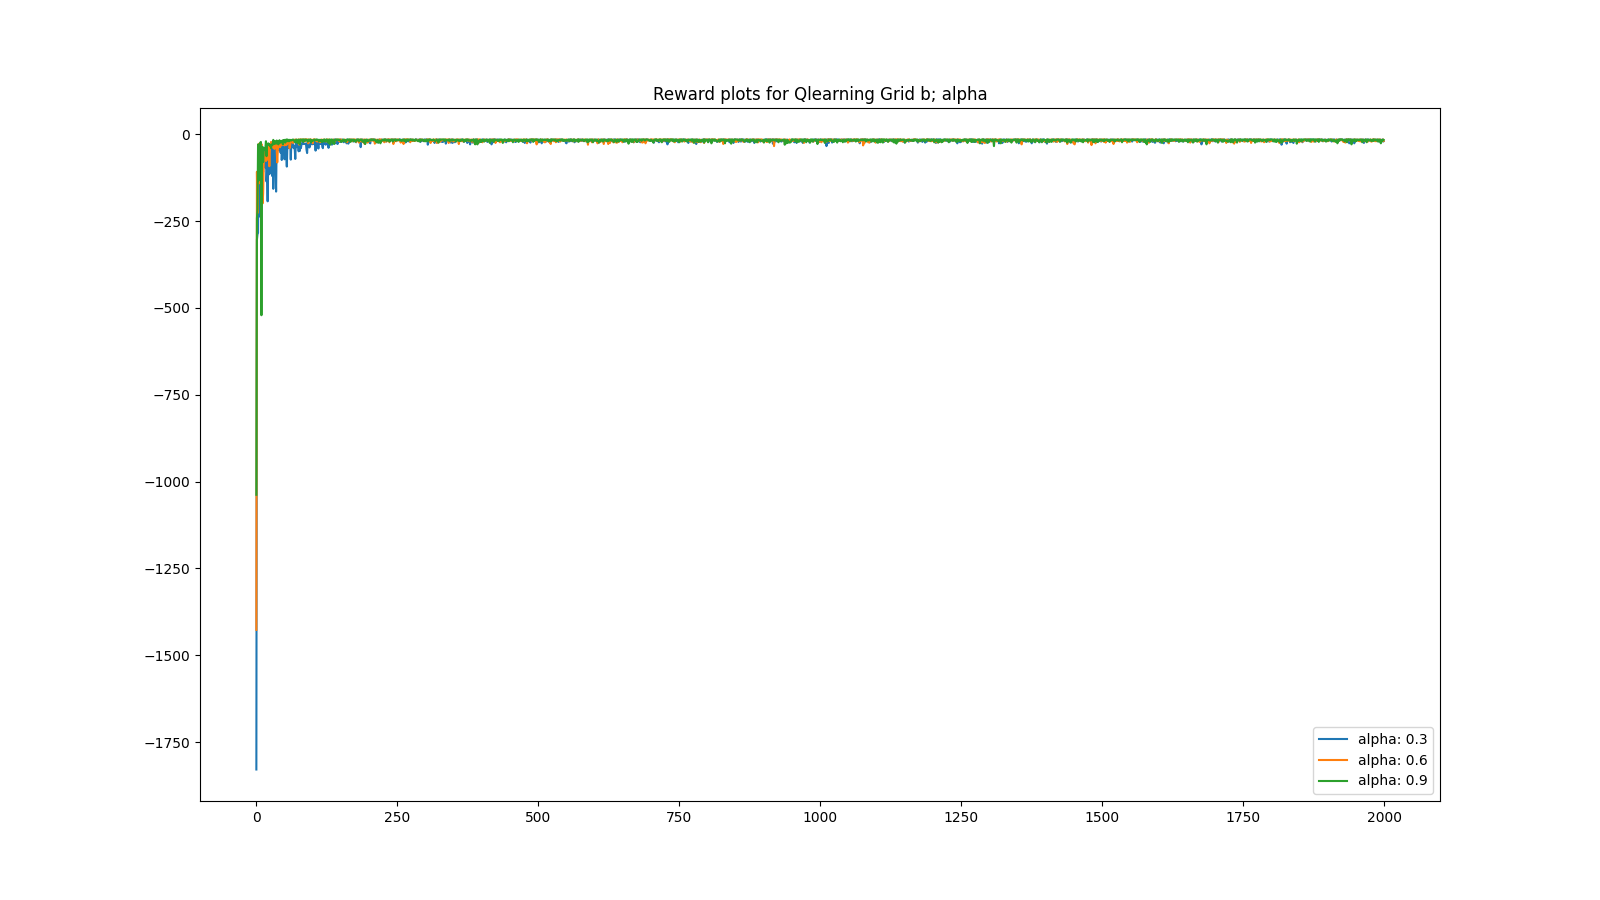 Reward plots for Qlearning Grid b; alpha
0
−250
−500
−750
−1000
−1250
−1500
−1750
0 250 500 750 1000 1250 1500 1750 2000
alpha: 0.3
alpha: 0.6
alpha: 0.9